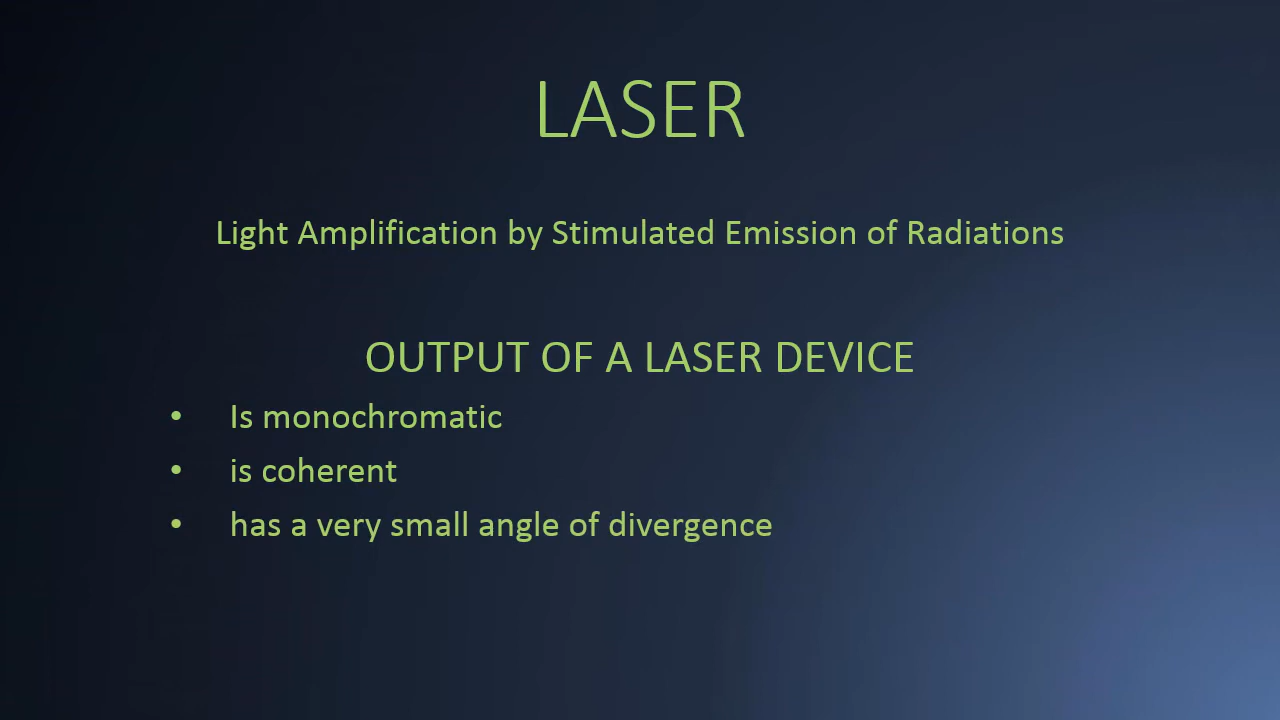 LASER
Light Amplification by Stimulated Emission of Radiations
OUTPUT OF A LASER DEVICE
• Is monochromatic
• is coherent
• has a very small angle of divergence